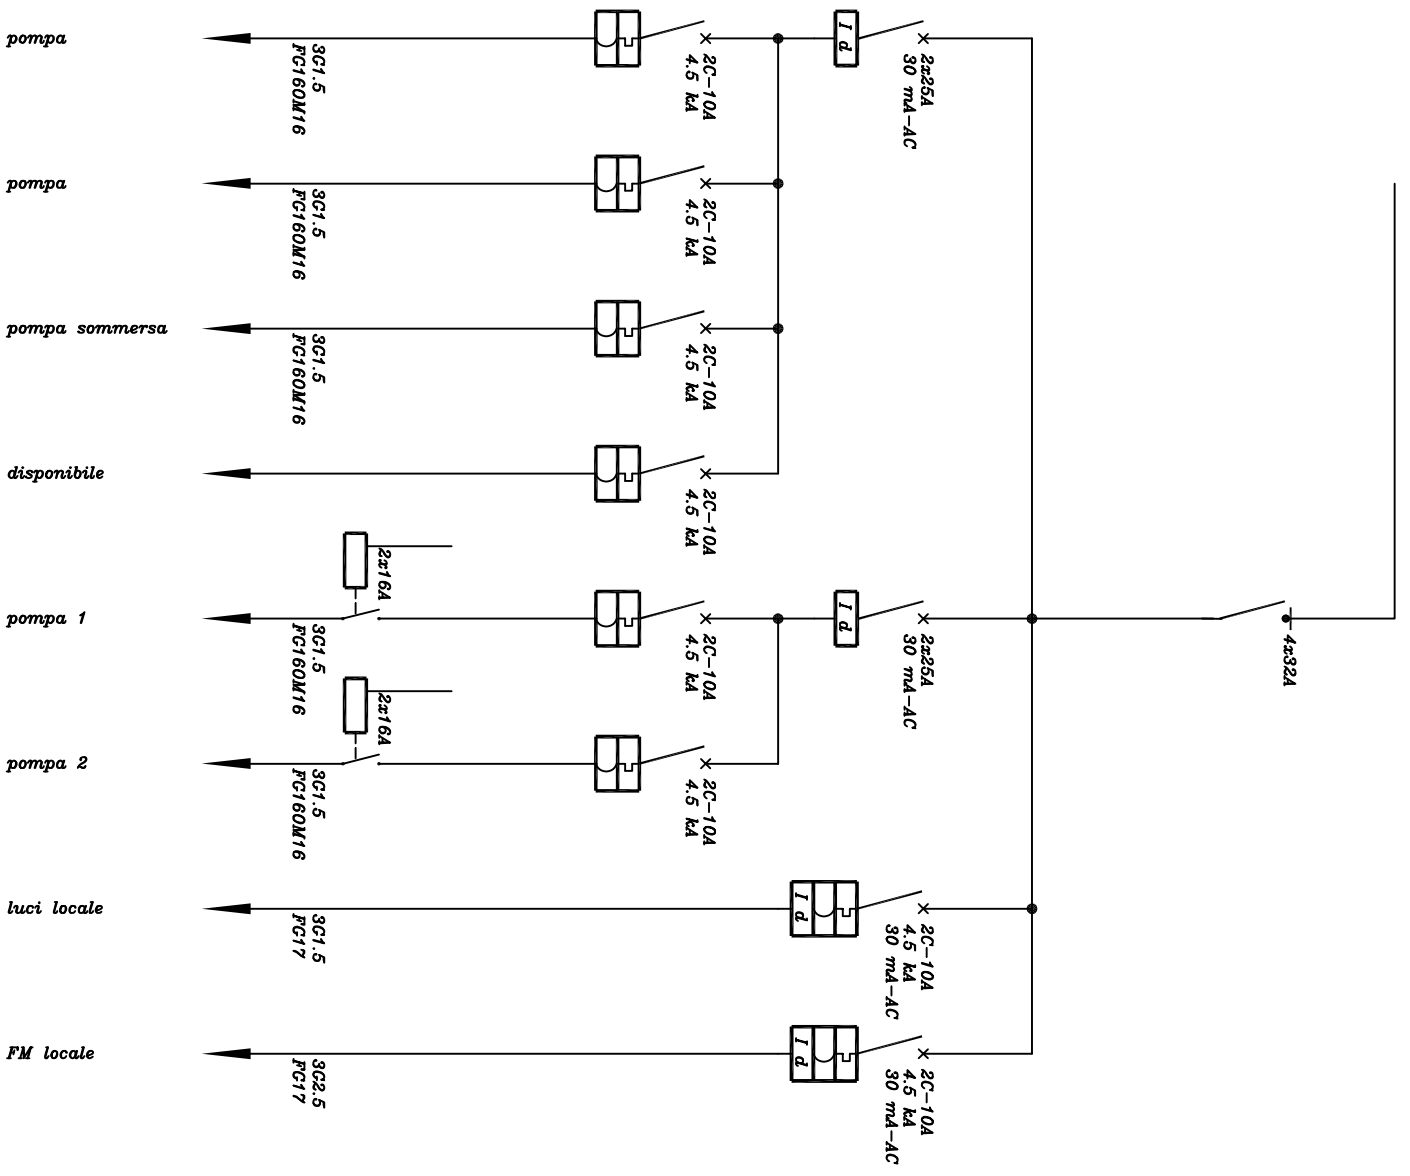 pompa
3G1.5
FG16OM16
2C-10A
4.5 kA
I d
2x25A
30 mA-AC
pompa
3G1.5
FG16OM16
2C-10A
4.5 kA
pompa sommersa
3G1.5
FG16OM16
2C-10A
4.5 kA
disponibile
2C-10A
4.5 kA
2x16A
pompa 1
3G1.5
FG16OM16
2C-10A
4.5 kA
I d
2x25A
30 mA-AC
4x32A
2x16A
pompa 2
3G1.5
FG16OM16
2C-10A
4.5 kA
luci locale
3G1.5
FG17
I d
2C-10A
4.5 kA
30 mA-AC
FM locale
3G2.5
FG17
I d
2C-10A
4.5 kA
30 mA-AC